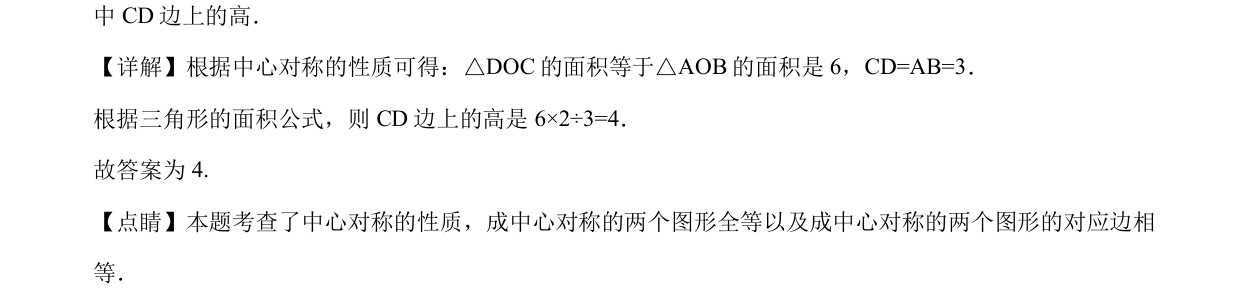 中 CD 边上的高．
【详解】根据中心对称的性质可得：△DOC 的面积等于△AOB 的面积是 6，CD=AB=3．
根据三角形的面积公式，则 CD 边上的高是 6×2÷3=4．
故答案为 4.
【点睛】本题考查了中心对称的性质，成中心对称的两个图形全等以及成中心对称的两个图形的对应边相
等．